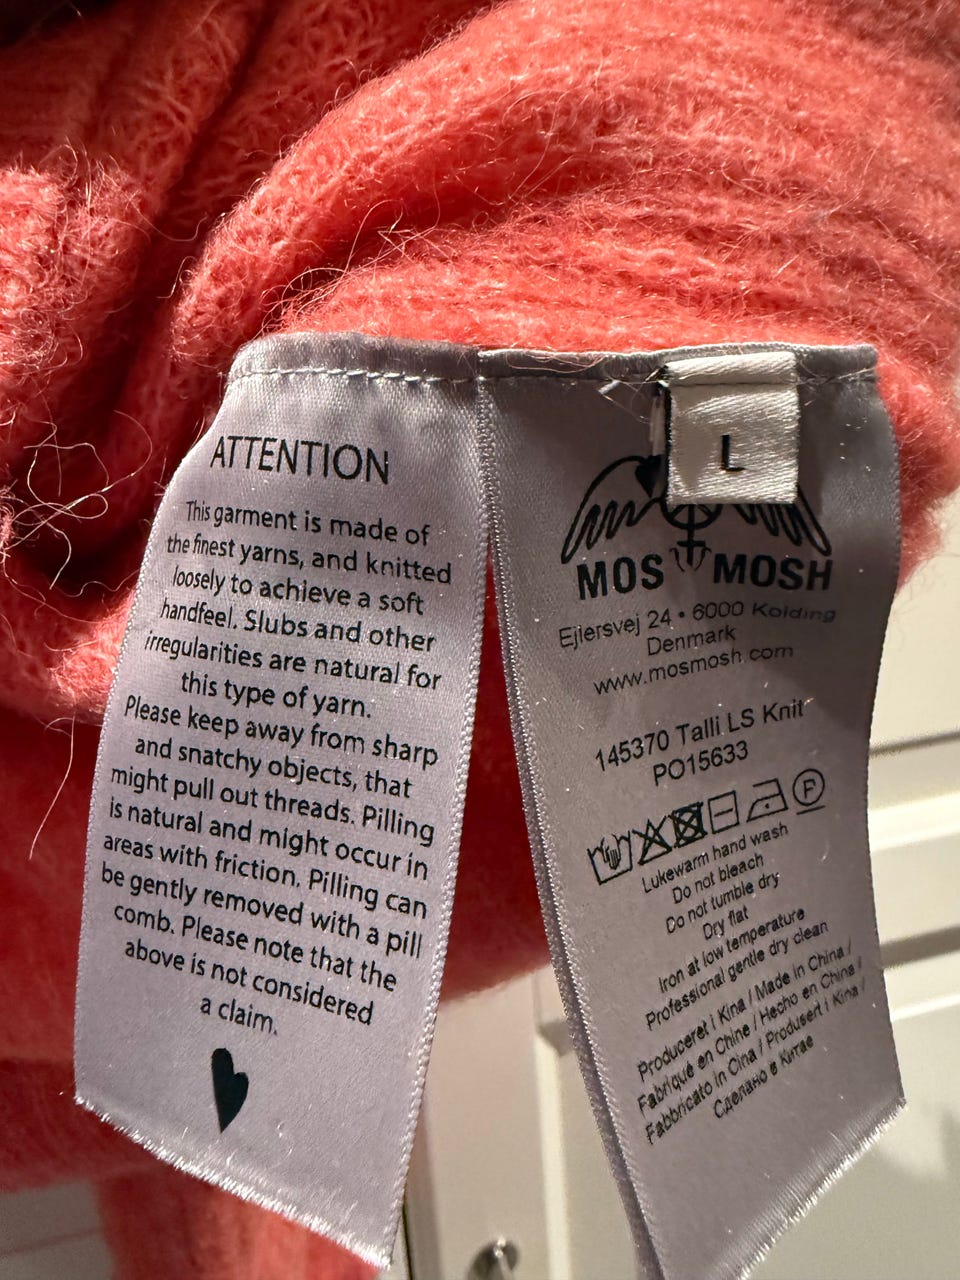 ATTENTION
This garment is made of
the finest yarns, and knitted
loosely to achieve a soft
handfeel. Slubs and other
irregularities are natural for
this type of yarn.
Please keep away from sharp
and snatchy objects, that
might pull out threads. Pilling
is natural and might occur in
areas with friction. Pilling can
be gently removed with a pill
comb. Please note that the
above is not considered
a claim.
L
MOS MOSH
Ejlersvej 24 • 6000 Kolding
Denmark
www.mosmosh.com
145370 Talli LS Knit
PO15633
P
Lukewarm hand wash
Do not bleach
Do not tumble dry
Dry flat
Iron at low temperature
Professional gentle dry clean
Produceret i Kina / Made in China /
Fabriqué en Chine / Hecho en China /
Fabbricato in Cina / Produsert i Kina /
Сделано в Китае